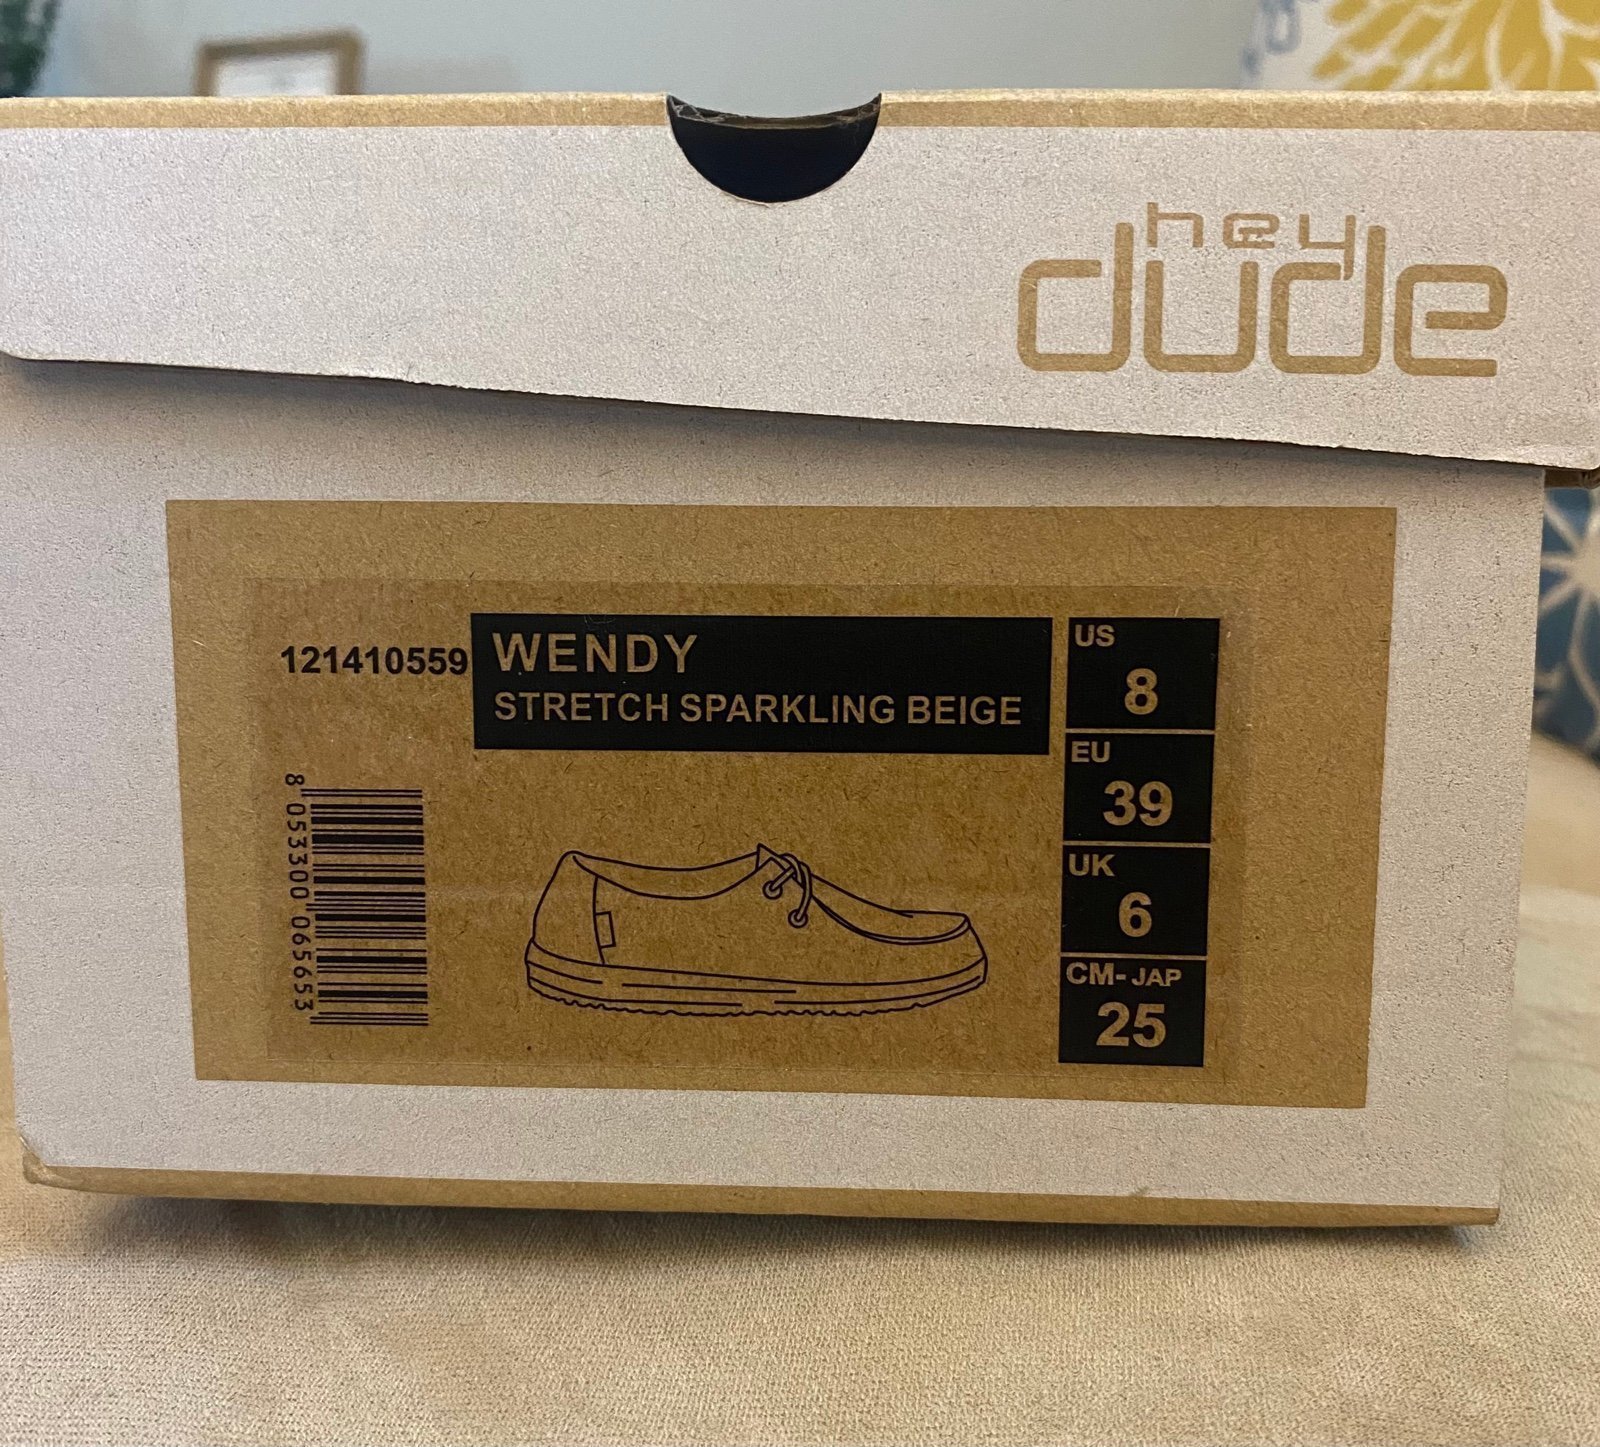 hey
dude
121410559
WENDY
STRETCH SPARKLING BEIGE
US
8
EU
39
UK
6
CM- JAP
25
8 053300 065653